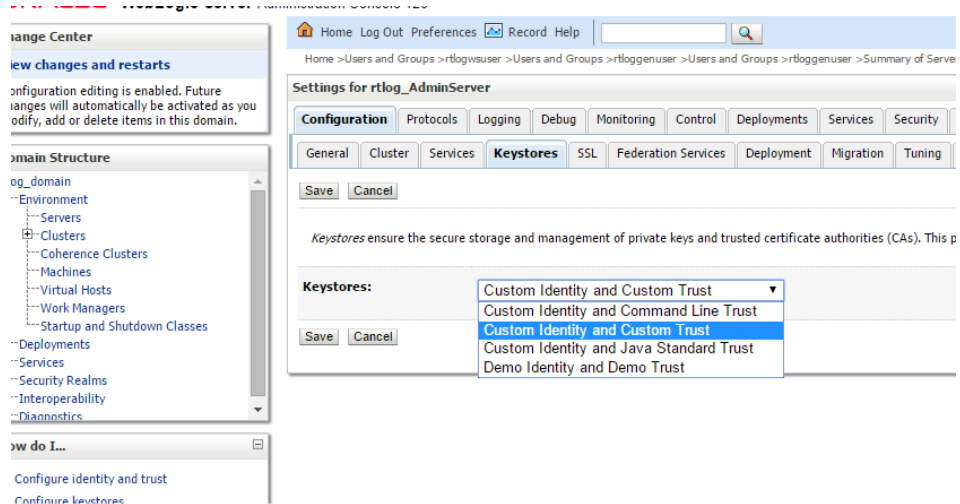 WebLogic Server Administration Console 12c
Change Center
View changes and restarts
Configuration editing is enabled. Future
changes will automatically be activated as you
modify, add or delete items in this domain.
Domain Structure
log_domain
Environment
Servers
Clusters
Coherence Clusters
Machines
Virtual Hosts
Work Managers
Startup and Shutdown Classes
Deployments
Services
Security Realms
Interoperability
Diagnostics
How do I...
Configure identity and trust
Configure keystores
Home Log Out Preferences Record Help
Home >Users and Groups >rtlogwsuser >Users and Groups >rtloggenuser >Users and Groups >rtloggenuser >Summary of Serve
Settings for rtlog_AdminServer
Configuration Protocols Logging Debug Monitoring Control Deployments Services Security
General Cluster Services Keystores SSL Federation Services Deployment Migration Tuning
Save Cancel
Keystores ensure the secure storage and management of private keys and trusted certificate authorities (CAs). This p
Keystores: Custom Identity and Custom Trust
Custom Identity and Command Line Trust
Custom Identity and Custom Trust
Custom Identity and Java Standard Trust
Demo Identity and Demo Trust
Save Cancel